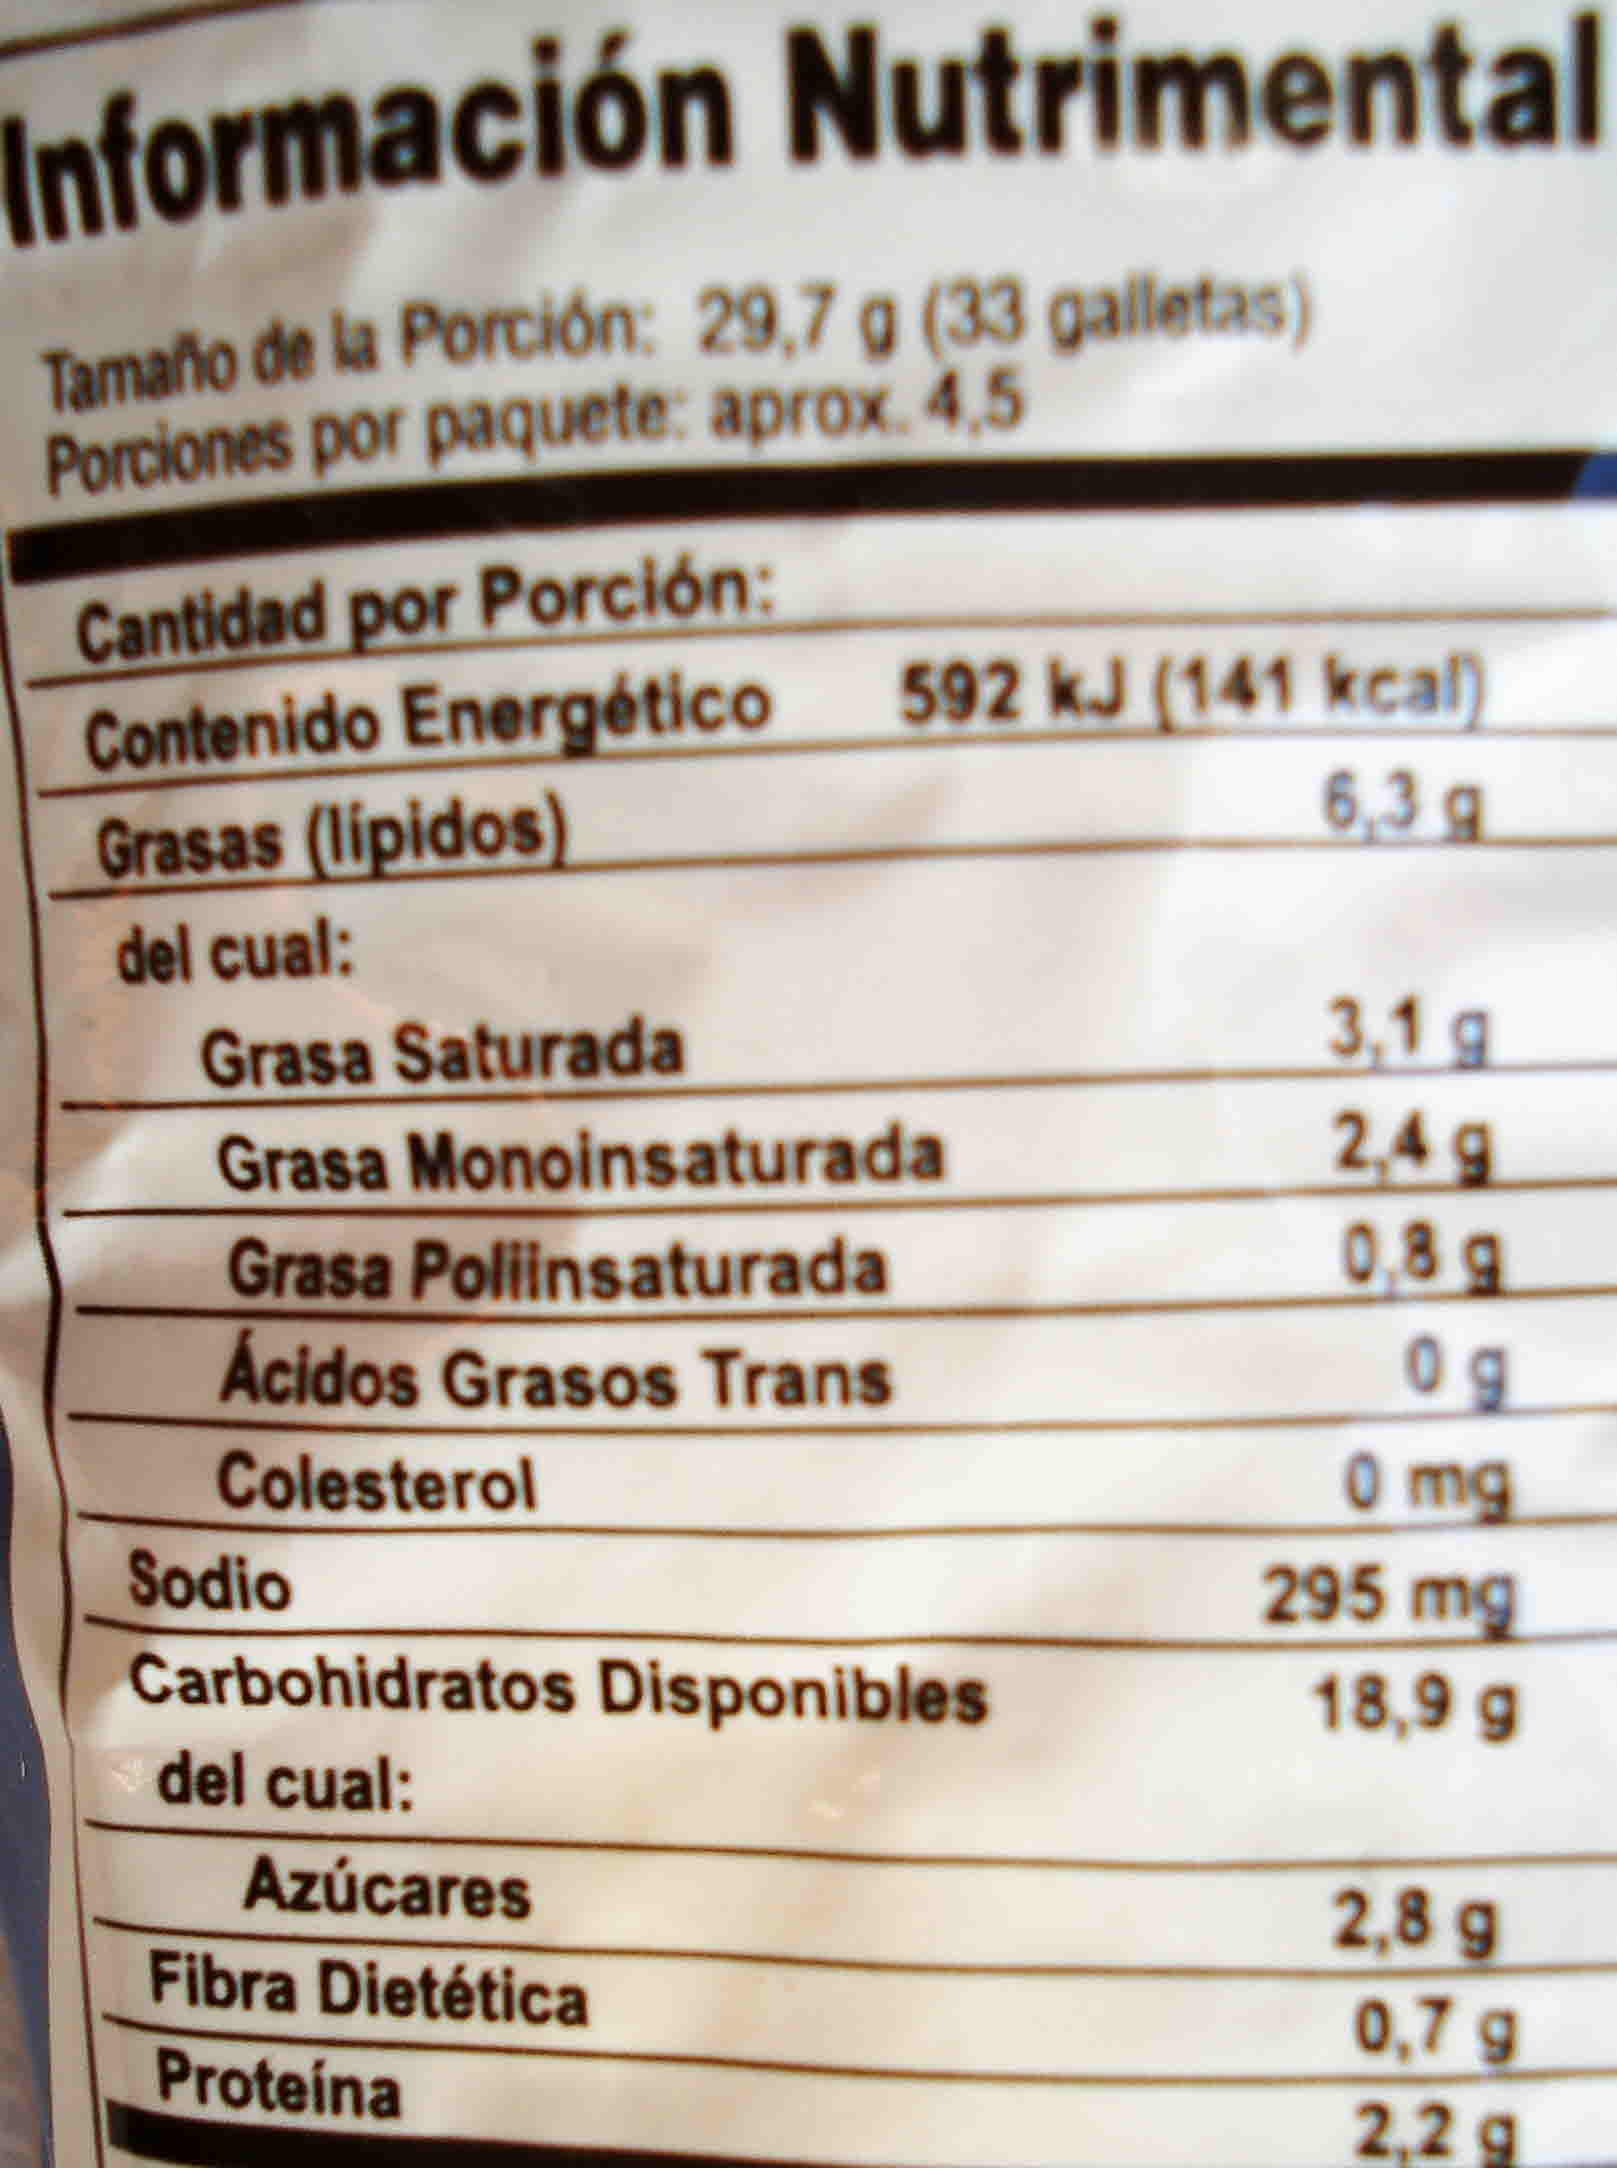 Información Nutrimental
Tamaño de la Porción: 29,7 g (33 galletas)
Porciones por paquete: aprox. 4,5
Cantidad por Porción:
Contenido Energético 592 kJ (141 kcal)
Grasas (lípidos) 6,3 g
del cual:
Grasa Saturada 3,1 g
Grasa Monoinsaturada 2,4 g
Grasa Poliinsaturada 0,8 g
Ácidos Grasos Trans 0 g
Colesterol 0 mg
Sodio 295 mg
Carbohidratos Disponibles 18,9 g
del cual:
Azúcares 2,8 g
Fibra Dietética 0,7 g
Proteína 2,2 g